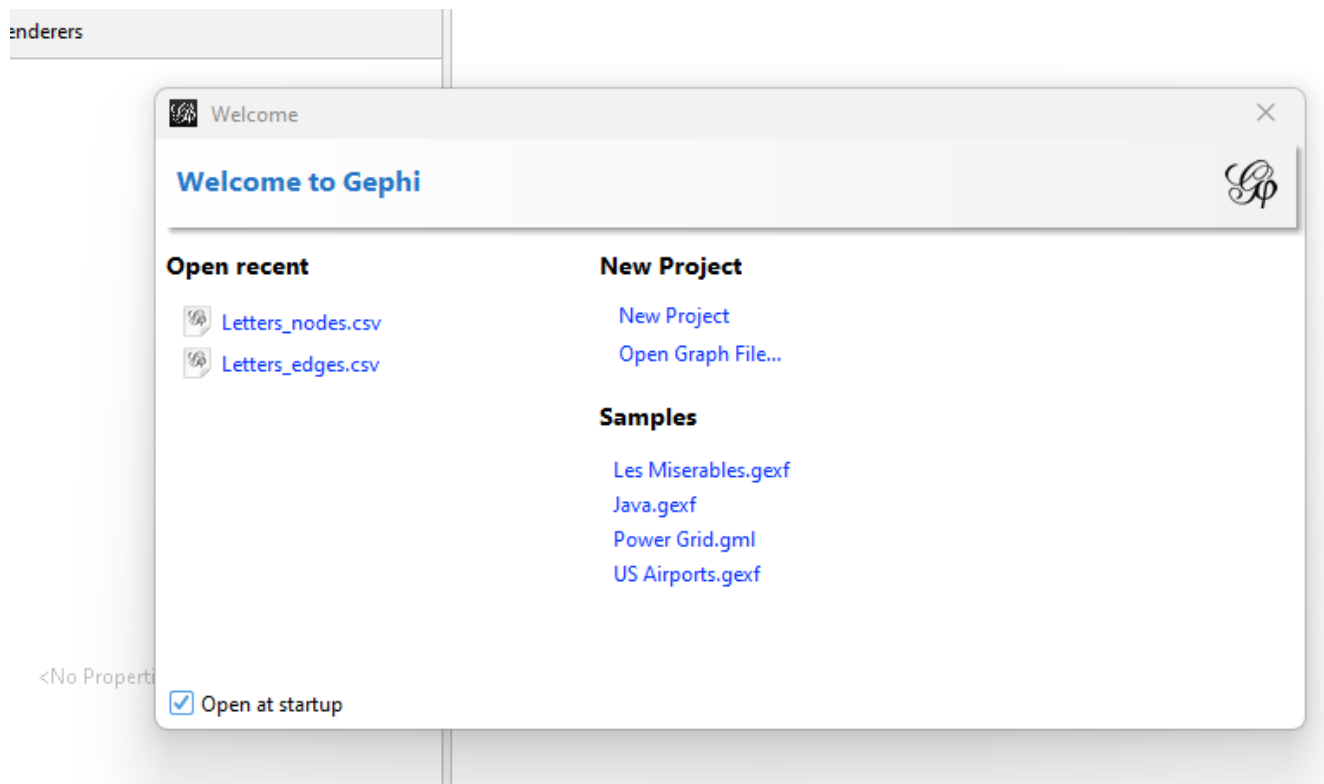 enderers
Welcome
Welcome to Gephi
Open recent
Letters_nodes.csv
Letters_edges.csv
New Project
New Project
Open Graph File...
Samples
Les Miserables.gexf
Java.gexf
Power Grid.gml
US Airports.gexf
<No Properti
Open at startup